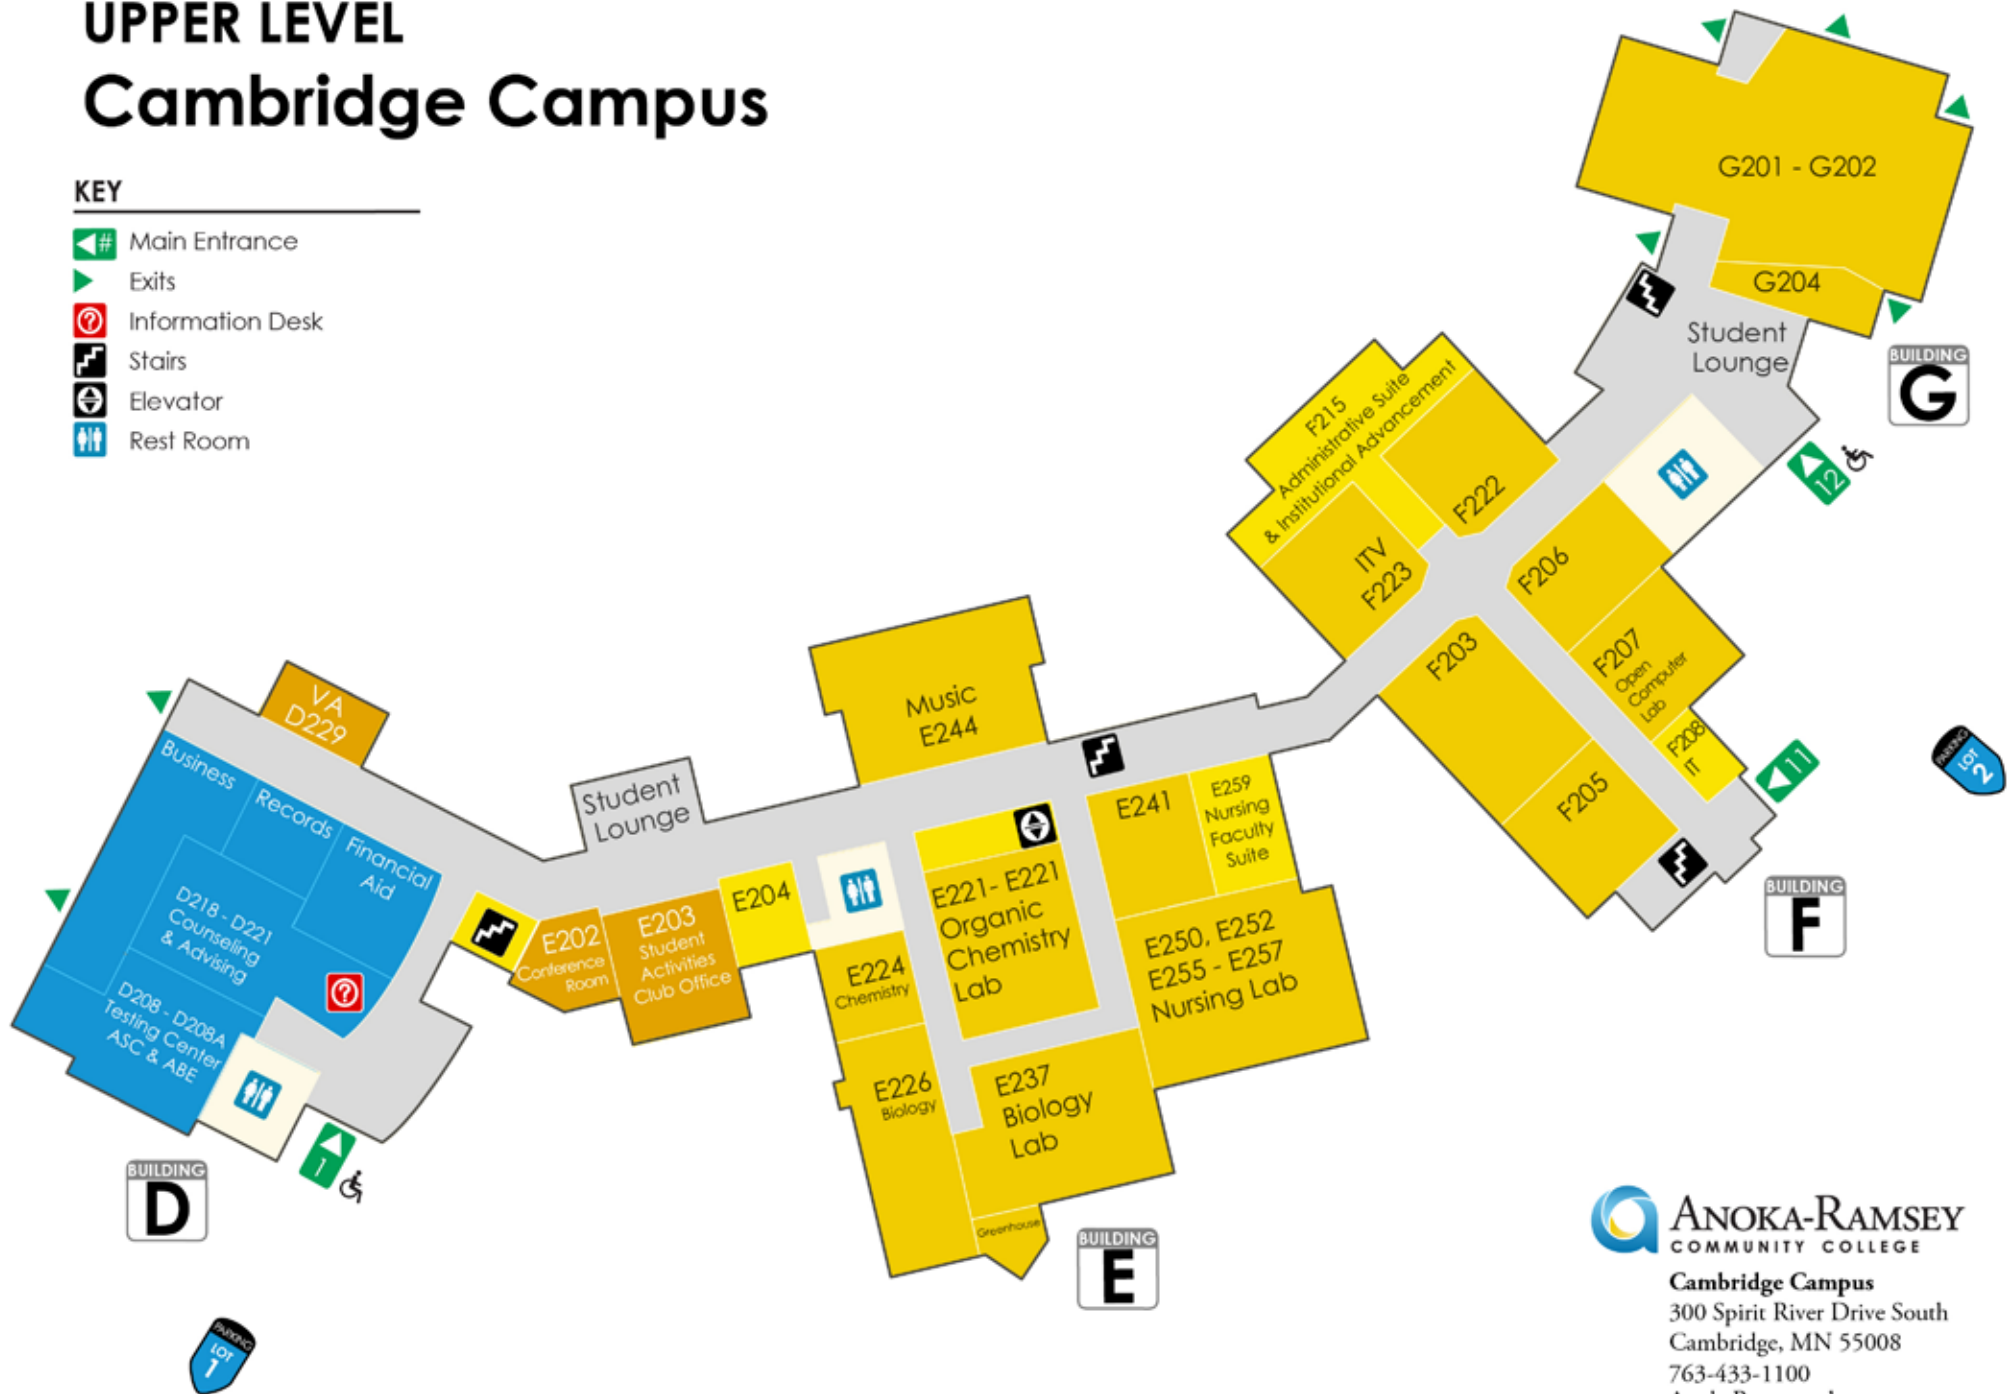 UPPER LEVEL
Cambridge Campus
KEY
# Main Entrance
Exits
? Information Desk
Stairs
Elevator
Rest Room
G201 - G202
G204
Student
Lounge
BUILDING
G
12
F215
Administrative Suite
& Institutional Advancement
F222
ITV
F223
F206
F207
Open
Computer
Lab
F208
IT
F203
F205
11
PARKING
LOT
2
BUILDING
F
Music
E244
Student
Lounge
E241
E259
Nursing
Faculty
Suite
E204
E203
Student
Activities
Club Office
E202
Conference
Room
E221- E221
Organic
Chemistry
Lab
E224
Chemistry
E250, E252
E255 - E257
Nursing Lab
E226
Biology
E237
Biology
Lab
Greenhouse
BUILDING
E
VA
D229
Business
Records
Financial
Aid
D218 - D221
Counseling
& Advising
?
D208 - D208A
Testing Center
ASC & ABE
1
BUILDING
D
PARKING
LOT
1
ANOKA-RAMSEY
COMMUNITY COLLEGE
Cambridge Campus
300 Spirit River Drive South
Cambridge, MN 55008
763-433-1100